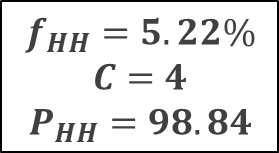 f_HH = 5.22%
C = 4
P_HH = 98.84